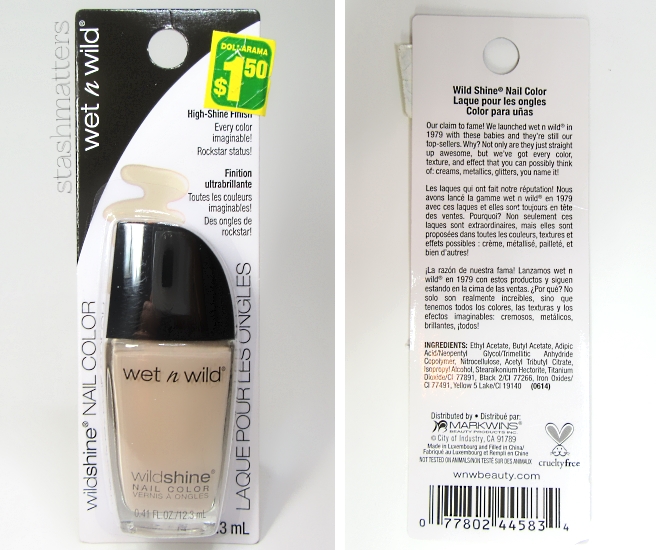 stashmatters
wet n wild®
DOLLARAMA
$1.50
High-Shine Finish
Every color
imaginable!
Rockstar status!
Finition
ultrabrillante
Toutes les couleurs
imaginables!
Des ongles de
rockstar!
wildshine® NAIL COLOR
LAQUE POUR LES ONGLES
wet n wild®
wildshine®
NAIL COLOR
VERNIS À ONGLES
0.41 FL.OZ./12.3 mL
.3 mL
Wild Shine® Nail Color
Laque pour les ongles
Color para uñas
Our claim to fame! We launched wet n wild® in
1979 with these babies and they're still our
top-sellers. Why? Not only are they just straight
up awesome, but we've got every color,
texture, and effect that you can possibly think
of: creams, metallics, glitters, you name it!
Les laques qui ont fait notre réputation! Nous
avons lancé la gamme wet n wild® en 1979
avec ces laques et elles sont toujours en tête
des ventes. Pourquoi? Non seulement ces
laques sont extraordinaires, mais elles sont
proposées dans toutes les couleurs, textures et
effets possibles : crème, métallisé, pailleté, et
bien d'autres!
¡La razón de nuestra fama! Lanzamos wet n
wild® en 1979 con estos productos y siguen
estando en la cima de las ventas. ¿Por qué? No
solo son realmente increíbles, sino que
tenemos todos los colores, las texturas y los
efectos imaginables: cremosos, metálicos,
brillantes, ¡todos!
INGREDIENTS: Ethyl Acetate, Butyl Acetate, Adipic
Acid/Neopentyl Glycol/Trimellitic Anhydride
Copolymer, Nitrocellulose, Acetyl Tributyl Citrate,
Isopropyl Alcohol, Stearalkonium Hectorite, Titanium
Dioxide/CI 77891, Black 2/CI 77266, Iron Oxides/
CI 77491, Yellow 5 Lake/CI 19140 (0614)
Distributed by • Distribué par:
MARKWINS®
BEAUTY PRODUCTS INC.
© City of Industry, CA 91789
Made in Luxembourg and Filled in China/
Fabriqué au Luxembourg et Rempli en Chine
NOT TESTED ON ANIMALS/NON TESTÉ SUR DES ANIMAUX
crueltyfree
wnwbeauty.com
0 77802 44583 4